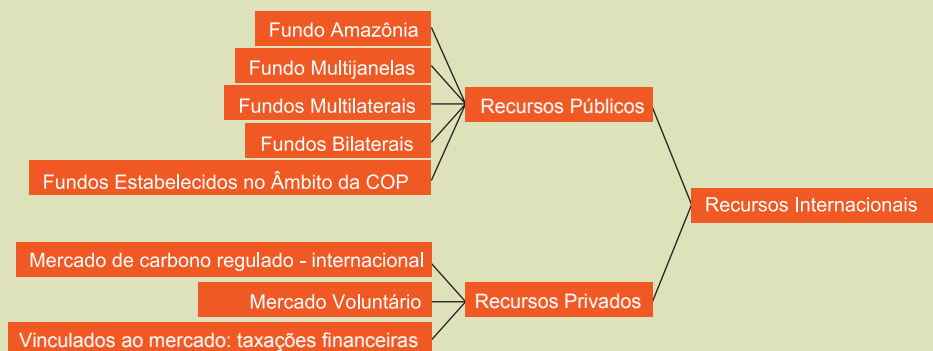 Fundo Amazônia
Fundo Multijanelas
Fundos Multilaterais
Fundos Bilaterais
Fundos Estabelecidos no Âmbito da COP
Recursos Públicos
Recursos Internacionais
Mercado de carbono regulado - internacional
Mercado Voluntário
Vinculados ao mercado: taxações financeiras
Recursos Privados